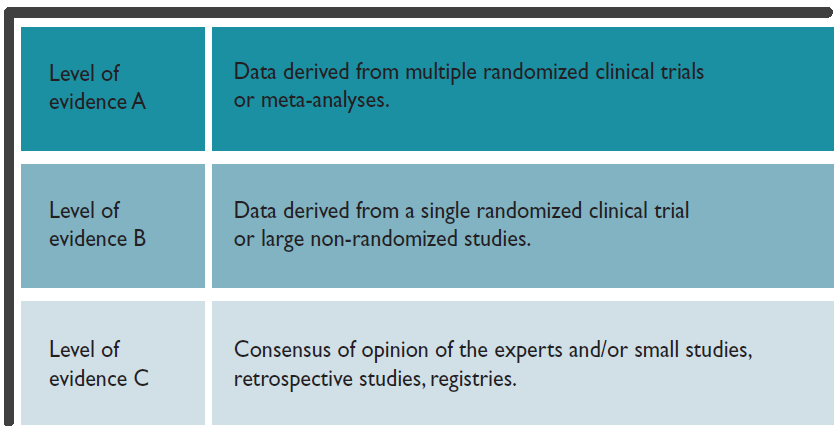 Level of
evidence A
Data derived from multiple randomized clinical trials
or meta-analyses.
Level of
evidence B
Data derived from a single randomized clinical trial
or large non-randomized studies.
Level of
evidence C
Consensus of opinion of the experts and/or small studies,
retrospective studies, registries.